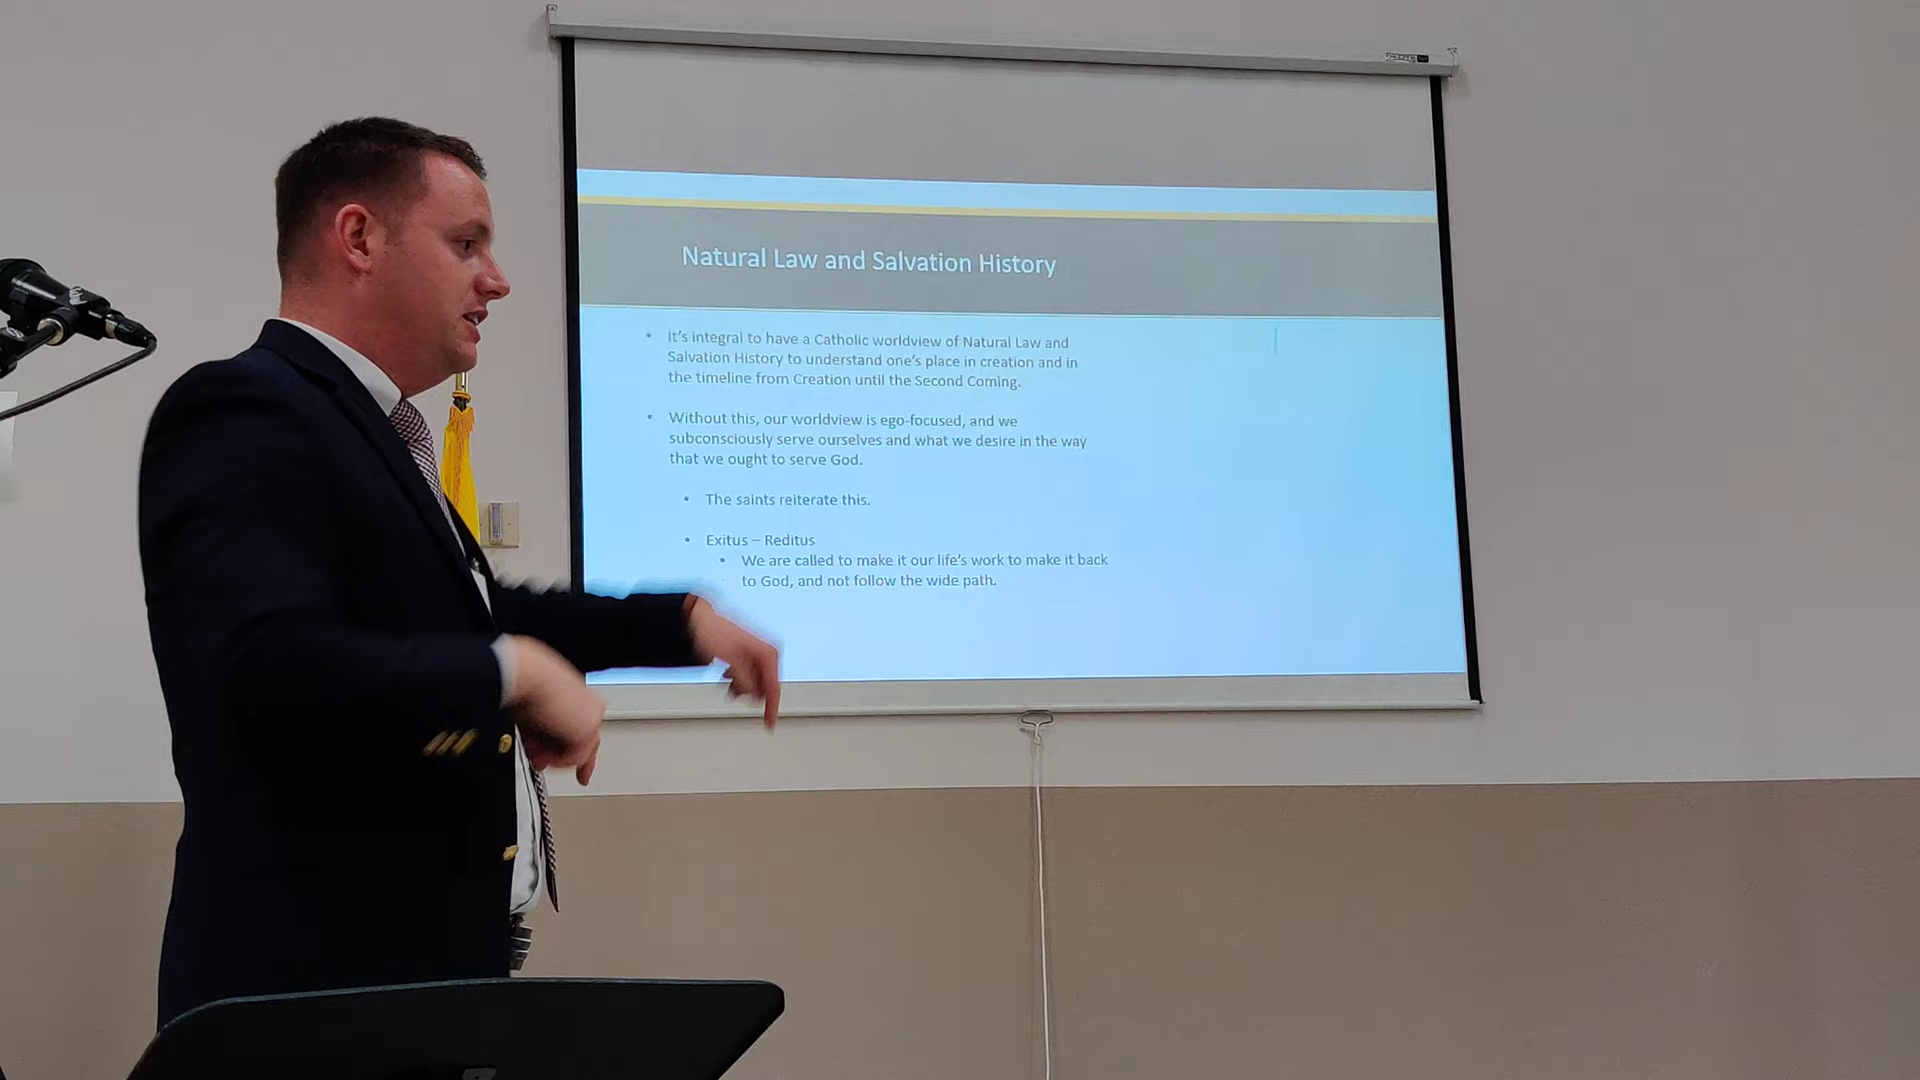 Natural Law and Salvation History
• It's integral to have a Catholic worldview of Natural Law and
Salvation History to understand one's place in creation and in
the timeline from Creation until the Second Coming.
• Without this, our worldview is ego-focused, and we
subconsciously serve ourselves and what we desire in the way
that we ought to serve God.
• The saints reiterate this.
• Exitus – Reditus
• We are called to make it our life's work to make it back
to God, and not follow the wide path.